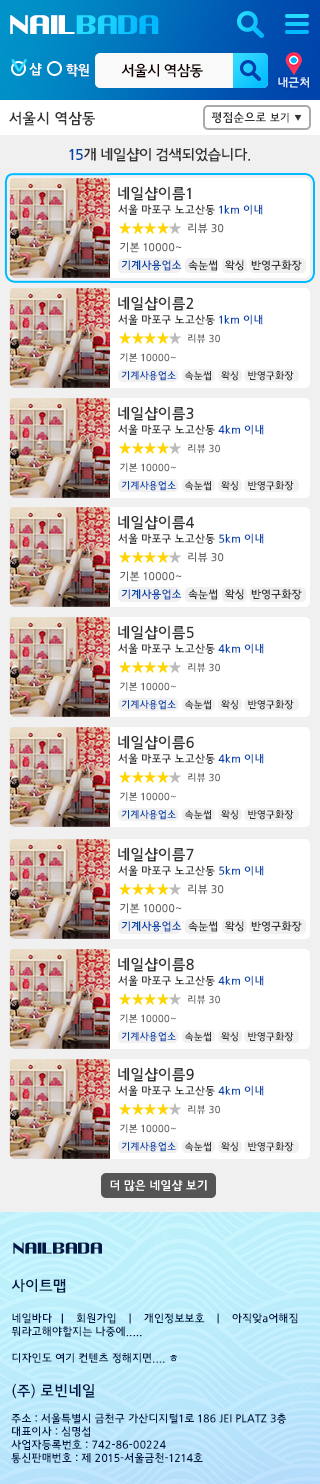 NAILBADA
샵 학원 서울시 역삼동 내근처
서울시 역삼동 평점순으로 보기 ▼
15개 네일샵이 검색되었습니다.
네일샵이름1
서울 마포구 노고산동 1km 이내
★★★★★ 리뷰 30
기본 10000~
기계사용업소 속눈썹 왁싱 반영구화장
네일샵이름2
서울 마포구 노고산동 1km 이내
★★★★★ 리뷰 30
기본 10000~
기계사용업소 속눈썹 왁싱 반영구화장
네일샵이름3
서울 마포구 노고산동 4km 이내
★★★★★ 리뷰 30
기본 10000~
기계사용업소 속눈썹 왁싱 반영구화장
네일샵이름4
서울 마포구 노고산동 5km 이내
★★★★★ 리뷰 30
기본 10000~
기계사용업소 속눈썹 왁싱 반영구화장
네일샵이름5
서울 마포구 노고산동 4km 이내
★★★★★ 리뷰 30
기본 10000~
기계사용업소 속눈썹 왁싱 반영구화장
네일샵이름6
서울 마포구 노고산동 4km 이내
★★★★★ 리뷰 30
기본 10000~
기계사용업소 속눈썹 왁싱 반영구화장
네일샵이름7
서울 마포구 노고산동 5km 이내
★★★★★ 리뷰 30
기본 10000~
기계사용업소 속눈썹 왁싱 반영구화장
네일샵이름8
서울 마포구 노고산동 4km 이내
★★★★★ 리뷰 30
기본 10000~
기계사용업소 속눈썹 왁싱 반영구화장
네일샵이름9
서울 마포구 노고산동 4km 이내
★★★★★ 리뷰 30
기본 10000~
기계사용업소 속눈썹 왁싱 반영구화장
더 많은 네일샵 보기
NAILBADA
사이트맵
네일바다 | 회원가입 | 개인정보보호 | 아직앚a어해짐
뭐라고해야할지는 나중에.....
디자인도 여기 컨텐츠 정해지면.... ㅎ
(주) 로빈네일
주소 : 서울특별시 금천구 가산디지털1로 186 JEI PLATZ 3층
대표이사 : 심명섭
사업자등록번호 : 742-86-00224
통신판매번호 : 제 2015-서울금천-1214호